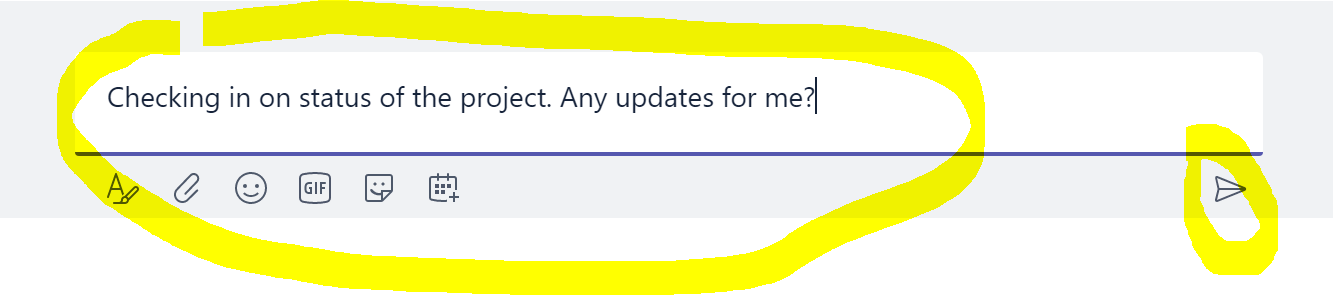 Checking in on status of the project. Any updates for me?
GIF